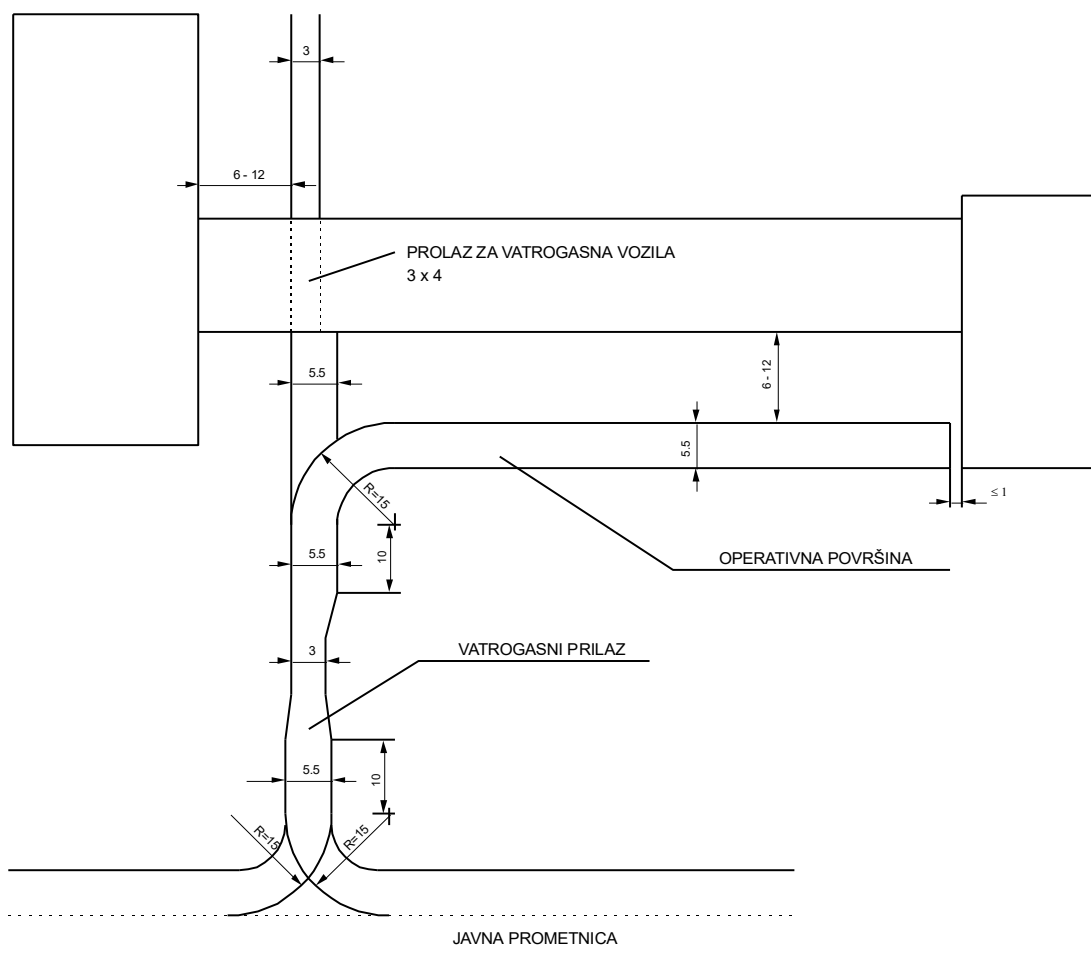 3
6 - 12
PROLAZ ZA VATROGASNA VOZILA
3 x 4
5.5
6 - 12
5.5
R=15
≤ 1
5.5
10
OPERATIVNA POVRŠINA
VATROGASNI PRILAZ
3
5.5
10
R=15
R=15
JAVNA PROMETNICA